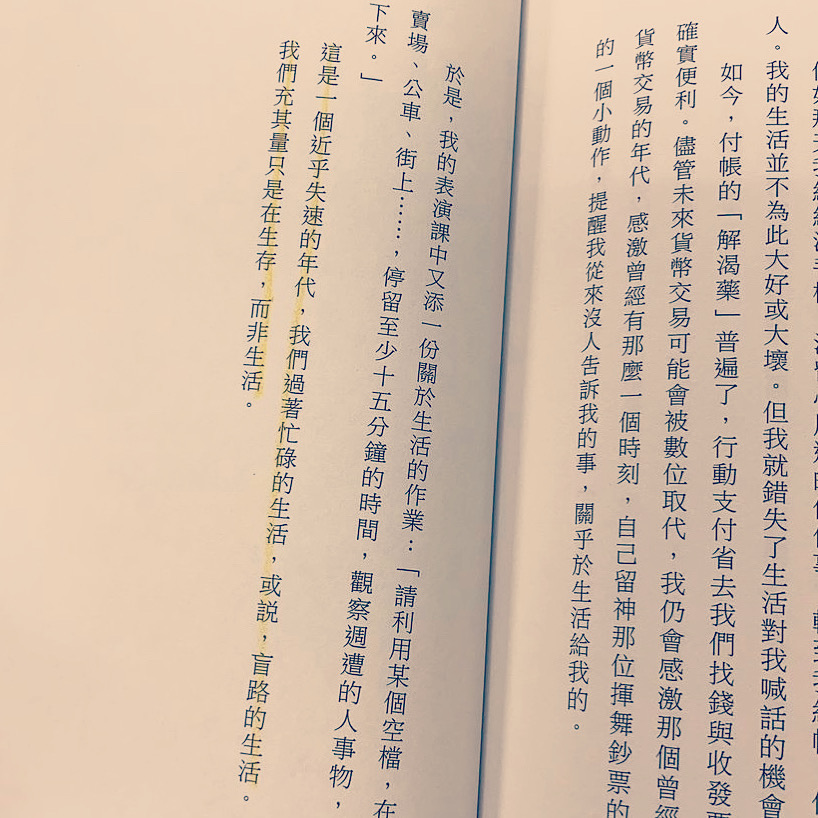 人。我的生活並不為此大好或大壞。但我就錯失了生活對我喊話的機會
如今，付帳的「解渴藥」普遍了，行動支付省去我們找錢與收發票
確實便利。儘管未來貨幣交易可能會被數位取代，我仍會感激那個曾經
貨幣交易的年代，感激曾經有那麼一個時刻，自己留神那位揮舞鈔票的
的一個小動作，提醒我從來沒人告訴我的事，關乎於生活給我的。
於是，我的表演課中又添一份關於生活的作業：「請利用某個空檔，在
賣場、公車、街上……，停留至少十五分鐘的時間，觀察週遭的人事物，
下來。」
這是一個近乎失速的年代，我們過著忙碌的生活，或說，盲路的生活。
我們充其量只是在生存，而非生活。